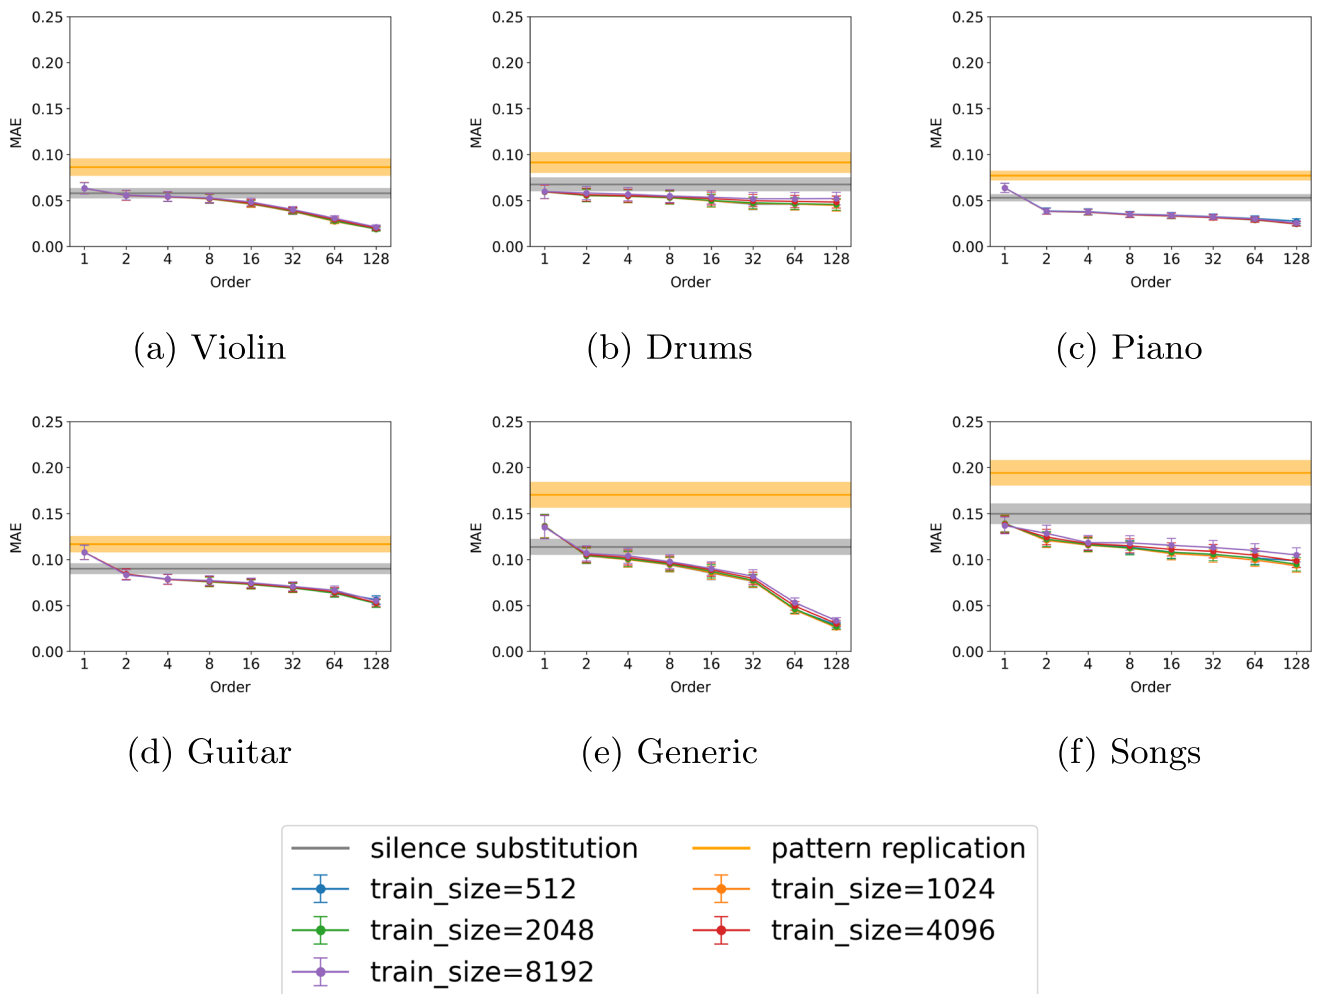 0.25
0.20
0.15
0.10
0.05
0.00
MAE
1 2 4 8 16 32 64 128
Order
(a) Violin
0.25
0.20
0.15
0.10
0.05
0.00
MAE
1 2 4 8 16 32 64 128
Order
(b) Drums
0.25
0.20
0.15
0.10
0.05
0.00
MAE
1 2 4 8 16 32 64 128
Order
(c) Piano
0.25
0.20
0.15
0.10
0.05
0.00
MAE
1 2 4 8 16 32 64 128
Order
(d) Guitar
0.25
0.20
0.15
0.10
0.05
0.00
MAE
1 2 4 8 16 32 64 128
Order
(e) Generic
0.25
0.20
0.15
0.10
0.05
0.00
MAE
1 2 4 8 16 32 64 128
Order
(f) Songs
silence substitution
train_size=512
train_size=2048
train_size=8192
pattern replication
train_size=1024
train_size=4096